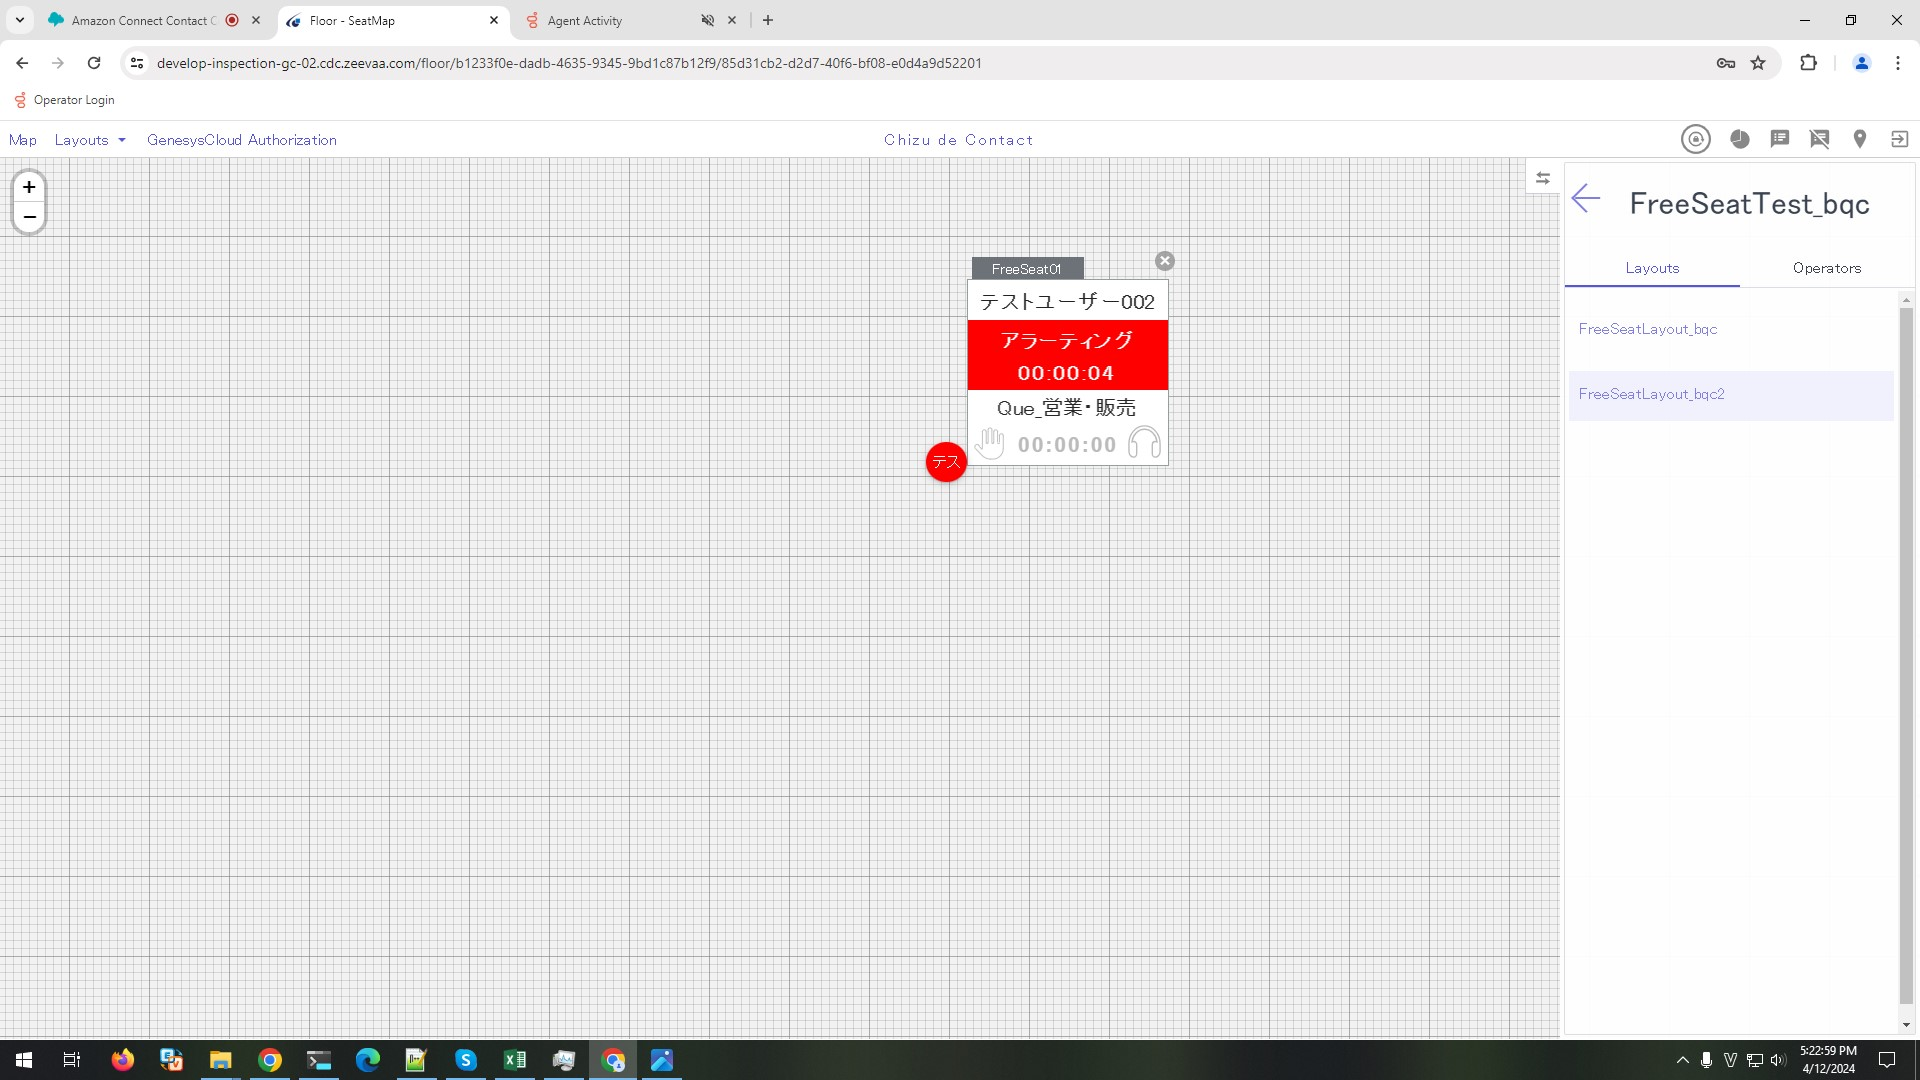 Amazon Connect Contact C
Floor - SeatMap
Agent Activity
develop-inspection-gc-02.cdc.zeevaa.com/floor/b1233f0e-dadb-4635-9345-9bd1c87b12f9/85d31cb2-d2d7-40f6-bf08-e0d4a9d52201
Operator Login
Map
Layouts
GenesysCloud Authorization
Chizu de Contact
+
−
FreeSeatTest_bqc
Layouts
Operators
FreeSeatLayout_bqc
FreeSeatLayout_bqc2
FreeSeat01
テストユーザー002
アラーティング
00:00:04
Que_営業・販売
00:00:00
テス
5:22:59 PM
4/12/2024